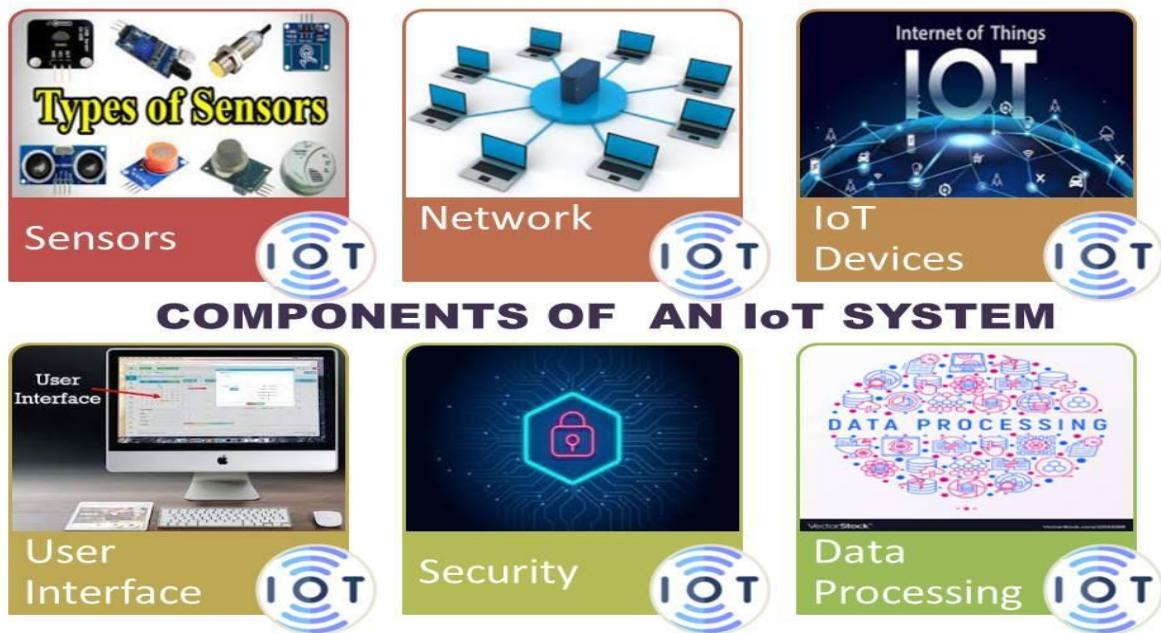 Types of Sensors
Sensors
IOT
Network
IOT
Internet of Things
IOT
IoT
Devices
IOT
COMPONENTS OF AN IoT SYSTEM
User
Interface
User
Interface
IOT
Security
IOT
DATA PROCESSING
VectorStock
Data
Processing
IOT